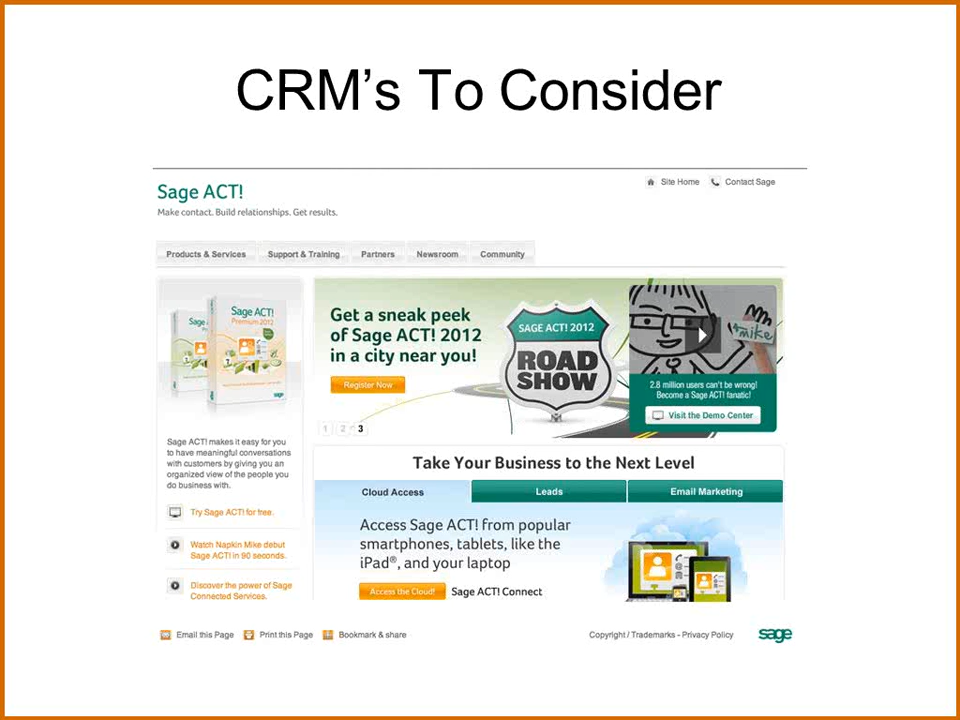 CRM's To Consider
Site Home
Contact Sage
Sage ACT!
Make contact. Build relationships. Get results.
Products & Services
Support & Training
Partners
Newsroom
Community
Sage ACT!
Premium 2012
sage
Get a sneak peek
of Sage ACT! 2012
in a city near you!
Register Now
1 2 3
SAGE ACT! 2012
ROAD
SHOW
mike
2.8 million users can't be wrong!
Become a Sage ACT! fanatic!
Visit the Demo Center
Sage ACT! makes it easy for you
to have meaningful conversations
with customers by giving you an
organized view of the people you
do business with.
Try Sage ACT! for free.
Watch Napkin Mike debut
Sage ACT! in 90 seconds.
Discover the power of Sage
Connected Services.
Take Your Business to the Next Level
Cloud Access
Leads
Email Marketing
Access Sage ACT! from popular
smartphones, tablets, like the
iPad®, and your laptop
Access the Cloud!
Sage ACT! Connect
Email this Page
Print this Page
Bookmark & share
Copyright / Trademarks - Privacy Policy
sage